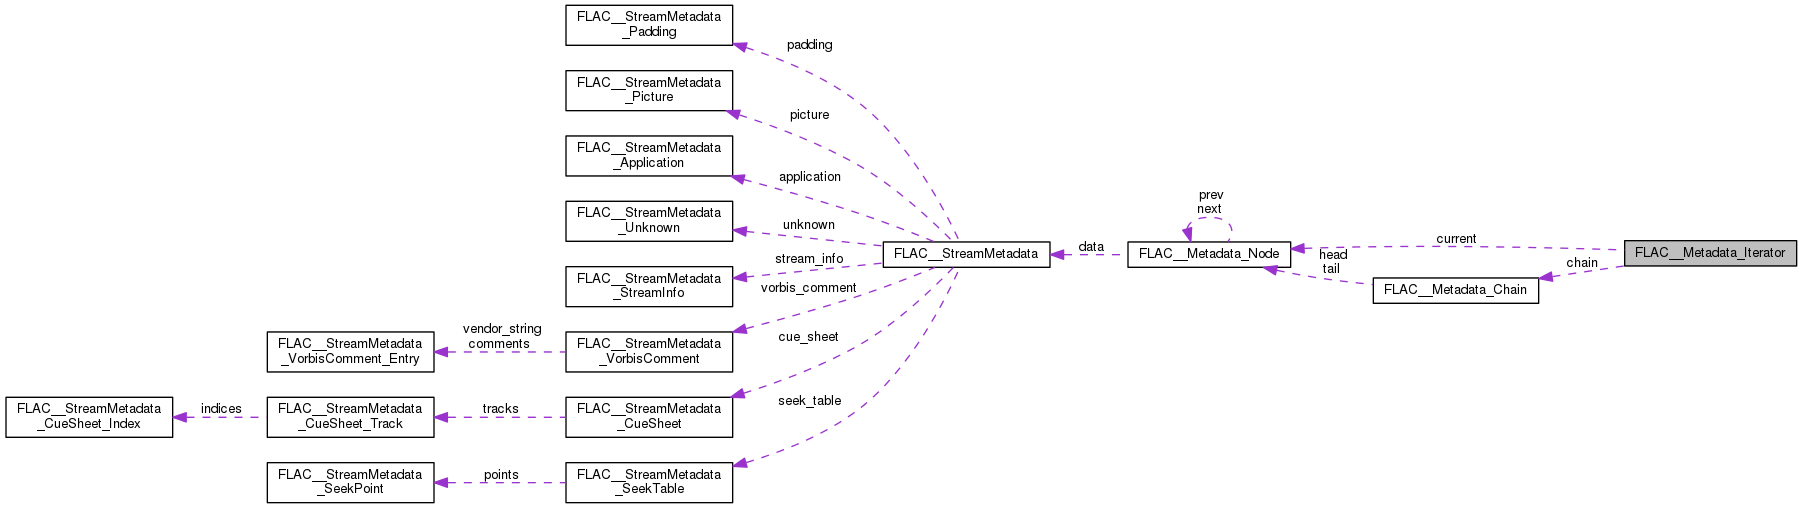 FLAC__StreamMetadata
_Padding
padding
FLAC__StreamMetadata
_Picture
picture
FLAC__StreamMetadata
_Application
application
FLAC__StreamMetadata
_Unknown
unknown
FLAC__StreamMetadata
_StreamInfo
stream_info
FLAC__StreamMetadata
data
prev
next
FLAC__Metadata_Node
current
head
tail
chain
FLAC__Metadata_Iterator
FLAC__Metadata_Chain
vorbis_comment
FLAC__StreamMetadata
_VorbisComment_Entry
vendor_string
comments
FLAC__StreamMetadata
_VorbisComment
cue_sheet
FLAC__StreamMetadata
_CueSheet_Index
indices
FLAC__StreamMetadata
_CueSheet_Track
tracks
FLAC__StreamMetadata
_CueSheet
seek_table
FLAC__StreamMetadata
_SeekPoint
points
FLAC__StreamMetadata
_SeekTable